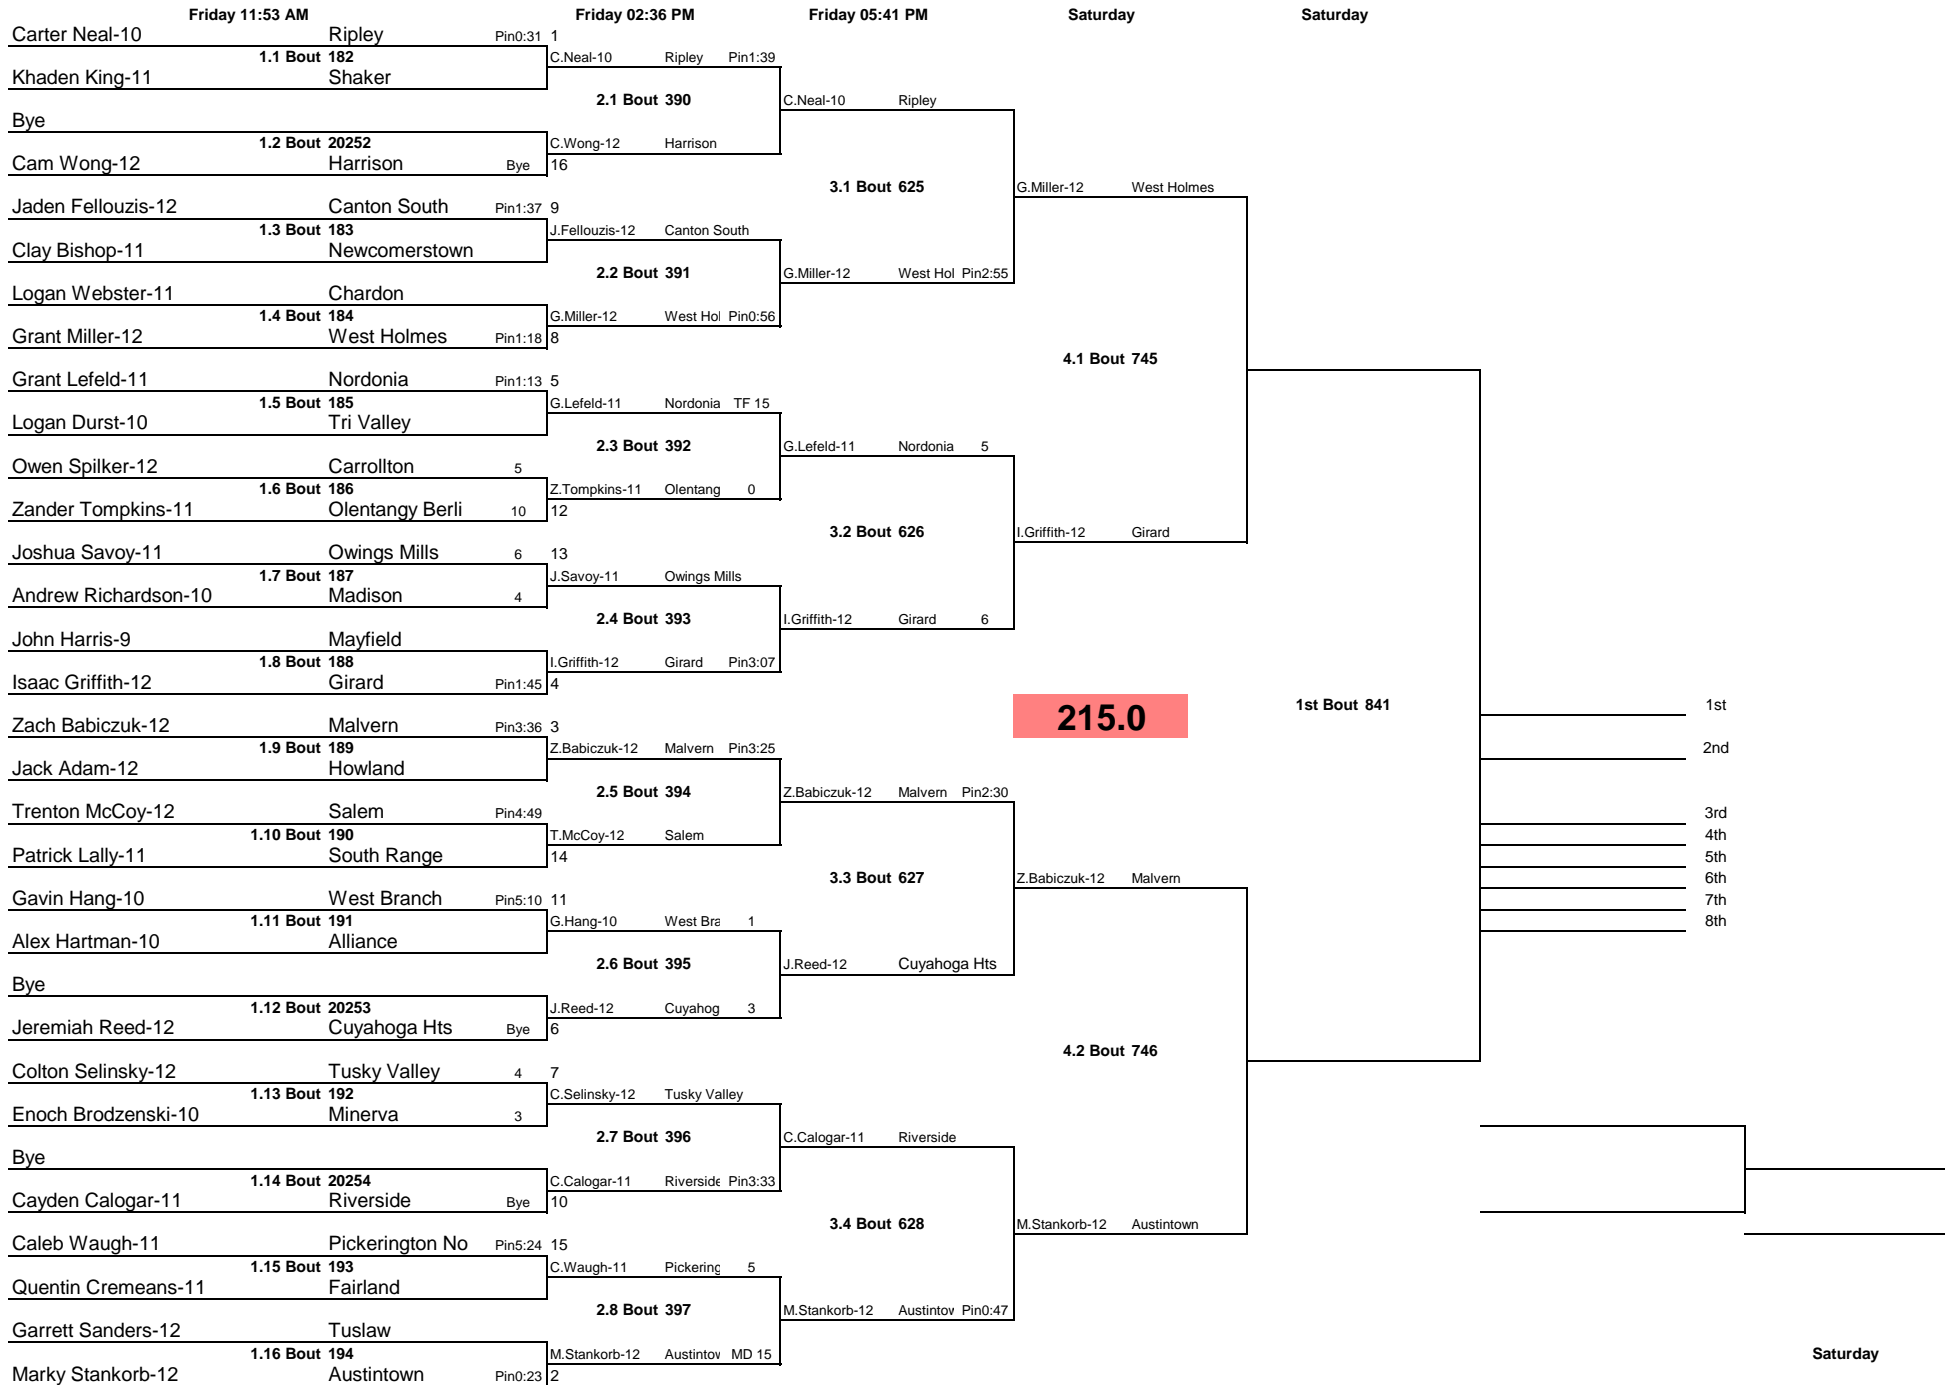 Friday 11:53 AM Friday 02:36 PM Friday 05:41 PM Saturday Saturday
Carter Neal-10 Ripley Pin0:31 1
1.1 Bout 182 C.Neal-10 Ripley Pin1:39
Khaden King-11 Shaker
2.1 Bout 390 C.Neal-10 Ripley
Bye
1.2 Bout 20252 C.Wong-12 Harrison
Cam Wong-12 Harrison Bye 16
3.1 Bout 625 G.Miller-12 West Holmes
Jaden Fellouzis-12 Canton South Pin1:37 9
1.3 Bout 183 J.Fellouzis-12 Canton South
Clay Bishop-11 Newcomerstown
2.2 Bout 391 G.Miller-12 West Hol Pin2:55
Logan Webster-11 Chardon
1.4 Bout 184 G.Miller-12 West Hol Pin0:56
Grant Miller-12 West Holmes Pin1:18 8
4.1 Bout 745
Grant Lefeld-11 Nordonia Pin1:13 5
1.5 Bout 185 G.Lefeld-11 Nordonia TF 15
Logan Durst-10 Tri Valley
2.3 Bout 392 G.Lefeld-11 Nordonia 5
Owen Spilker-12 Carrollton 5
1.6 Bout 186 Z.Tompkins-11 Olentang 0
Zander Tompkins-11 Olentangy Berli 10 12
3.2 Bout 626 I.Griffith-12 Girard
Joshua Savoy-11 Owings Mills 6 13
1.7 Bout 187 J.Savoy-11 Owings Mills
Andrew Richardson-10 Madison 4
2.4 Bout 393 I.Griffith-12 Girard 6
John Harris-9 Mayfield
1.8 Bout 188 I.Griffith-12 Girard Pin3:07
Isaac Griffith-12 Girard Pin1:45 4
215.0 1st Bout 841 1st
Zach Babiczuk-12 Malvern Pin3:36 3
1.9 Bout 189 Z.Babiczuk-12 Malvern Pin3:25 2nd
Jack Adam-12 Howland
2.5 Bout 394 Z.Babiczuk-12 Malvern Pin2:30
Trenton McCoy-12 Salem Pin4:49 3rd
1.10 Bout 190 T.McCoy-12 Salem 4th
Patrick Lally-11 South Range 14 5th
3.3 Bout 627 Z.Babiczuk-12 Malvern 6th
Gavin Hang-10 West Branch Pin5:10 11 7th
1.11 Bout 191 G.Hang-10 West Bra 1 8th
Alex Hartman-10 Alliance
2.6 Bout 395 J.Reed-12 Cuyahoga Hts
Bye
1.12 Bout 20253 J.Reed-12 Cuyahog 3
Jeremiah Reed-12 Cuyahoga Hts Bye 6
4.2 Bout 746
Colton Selinsky-12 Tusky Valley 4 7
1.13 Bout 192 C.Selinsky-12 Tusky Valley
Enoch Brodzenski-10 Minerva 3
2.7 Bout 396 C.Calogar-11 Riverside
Bye
1.14 Bout 20254 C.Calogar-11 Riverside Pin3:33
Cayden Calogar-11 Riverside Bye 10
3.4 Bout 628 M.Stankorb-12 Austintown
Caleb Waugh-11 Pickerington No Pin5:24 15
1.15 Bout 193 C.Waugh-11 Pickering 5
Quentin Cremeans-11 Fairland
2.8 Bout 397 M.Stankorb-12 Austintow Pin0:47
Garrett Sanders-12 Tuslaw
1.16 Bout 194 M.Stankorb-12 Austintow MD 15 Saturday
Marky Stankorb-12 Austintown Pin0:23 2